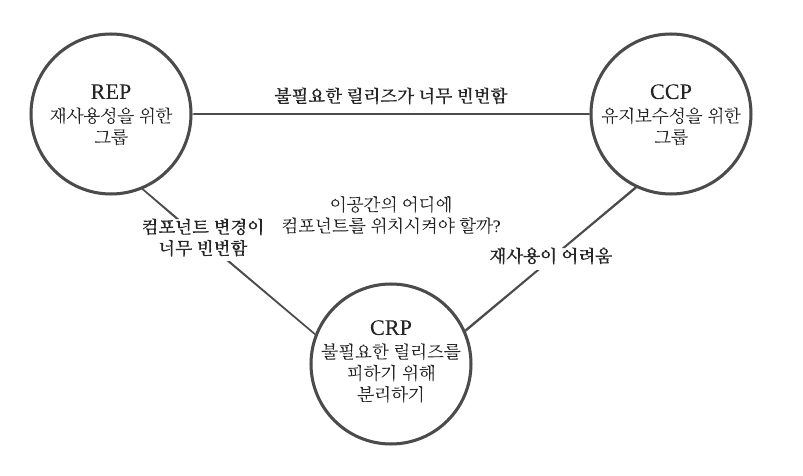 REP
재사용성을 위한
그룹
불필요한 릴리즈가 너무 빈번함
CCP
유지보수성을 위한
그룹
컴포넌트 변경이
너무 빈번함
이공간의 어디에
컴포넌트를 위치시켜야 할까?
재사용이 어려움
CRP
불필요한 릴리즈를
피하기 위해
분리하기